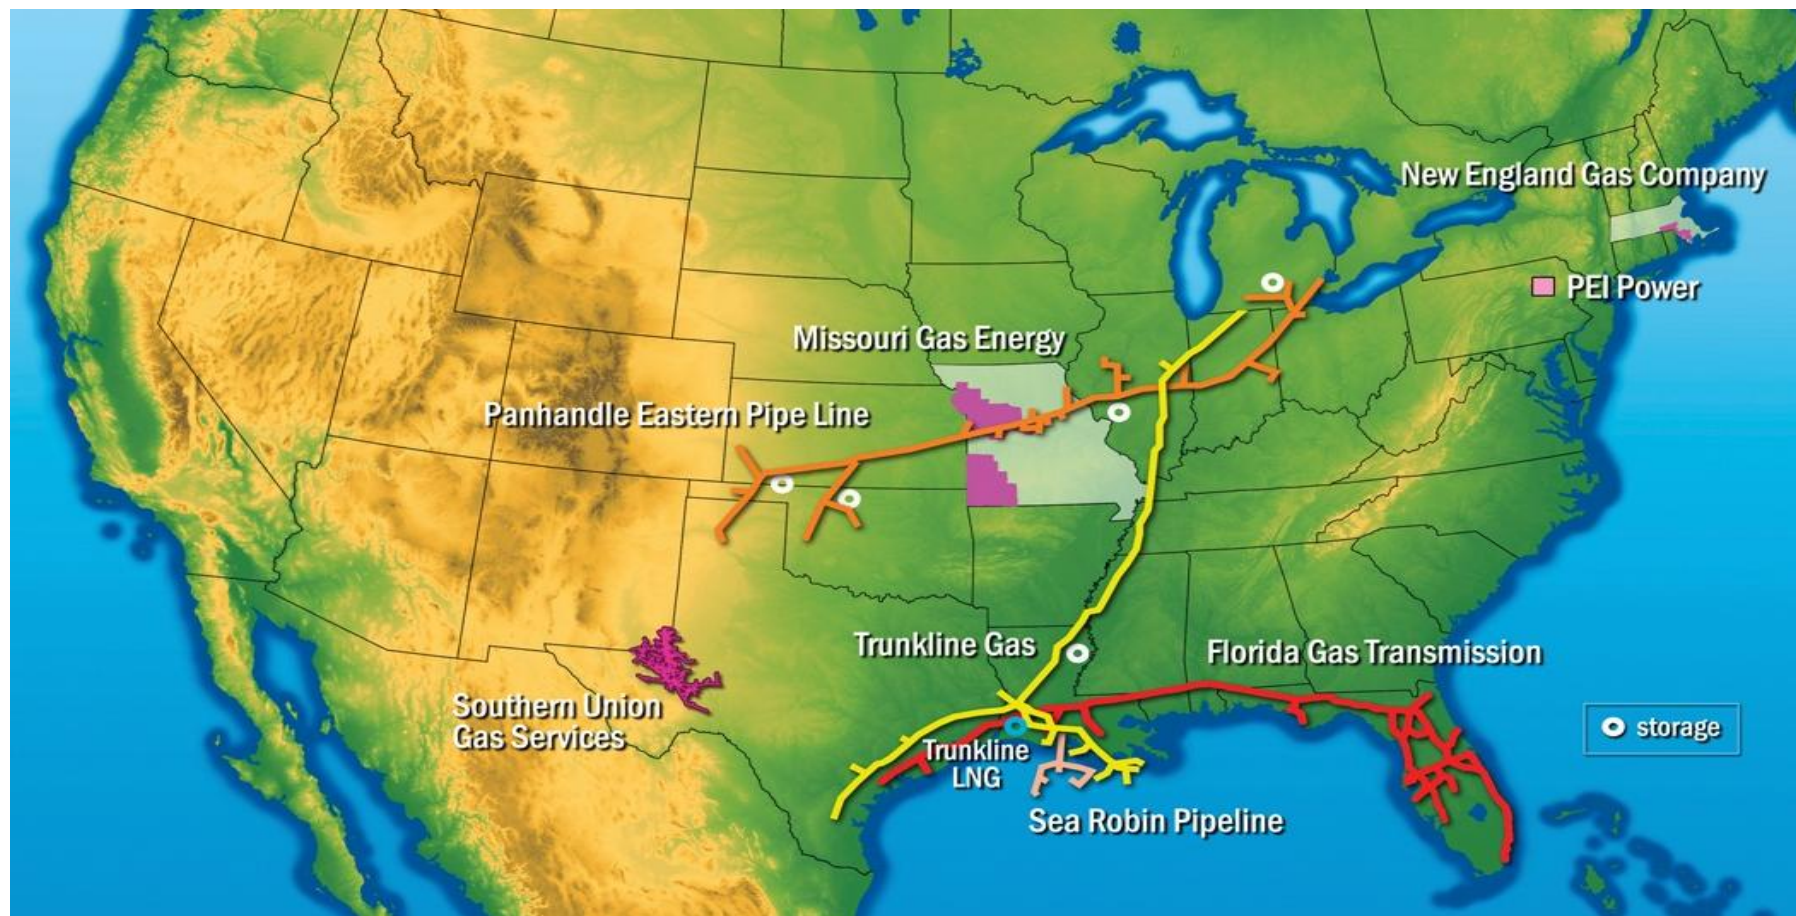 New England Gas Company
PEI Power
Missouri Gas Energy
Panhandle Eastern Pipe Line
Trunkline Gas
Florida Gas Transmission
Southern Union
Gas Services
storage
Trunkline
LNG
Sea Robin Pipeline